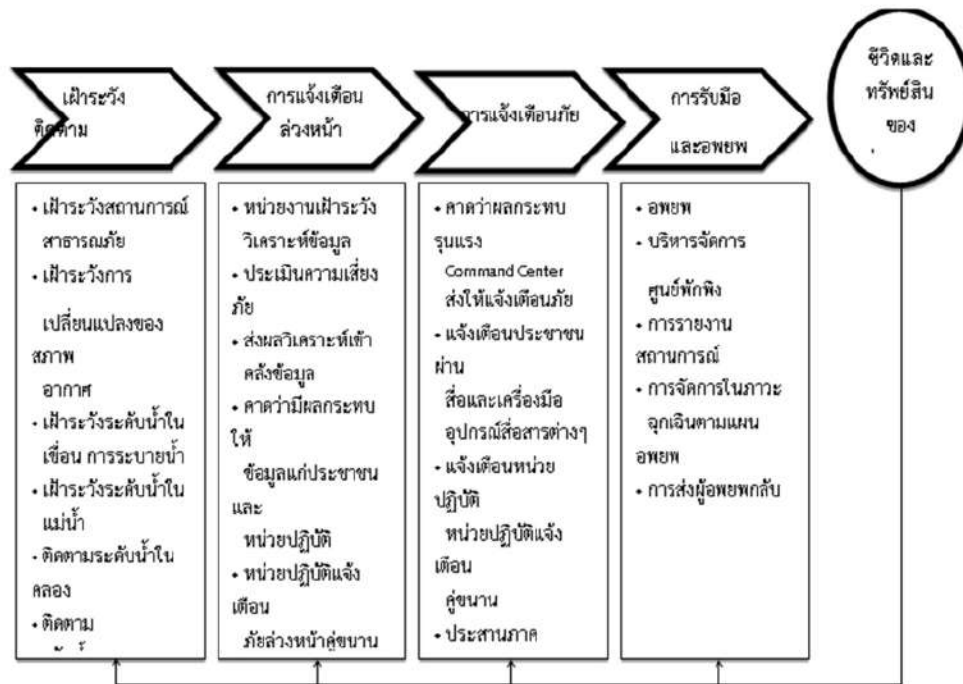 เฝ้าระวัง
ติดตาม
การแจ้งเตือน
ล่วงหน้า
การแจ้งเตือนภัย
การรับมือ
และอพยพ
ชีวิตและ
ทรัพย์สิน
ของ
• เฝ้าระวังสถานการณ์
สาธารณภัย
• เฝ้าระวังการ
เปลี่ยนแปลงของ
สภาพ
อากาศ
• เฝ้าระวังระดับน้ำใน
เขื่อน การระบายน้ำ
• เฝ้าระวังระดับน้ำใน
แม่น้ำ
• ติดตามระดับน้ำใน
คลอง
• ติดตาม
• หน่วยงานเฝ้าระวัง
วิเคราะห์ข้อมูล
• ประเมินความเสี่ยง
ภัย
• ส่งผลวิเคราะห์เข้า
คลังข้อมูล
• คาดว่ามีผลกระทบ
ให้
ข้อมูลแก่ประชาชน
และ
หน่วยปฏิบัติ
• หน่วยปฏิบัติแจ้ง
เตือน
ภัยล่วงหน้าคู่ขนาน
• คาดว่าผลกระทบ
รุนแรง
Command Center
ส่งให้แจ้งเตือนภัย
• แจ้งเตือนประชาชน
ผ่าน
สื่อและเครื่องมือ
อุปกรณ์สื่อสารต่างๆ
• แจ้งเตือนหน่วย
ปฏิบัติ
หน่วยปฏิบัติแจ้ง
เตือน
คู่ขนาน
• ประสานภาค
• อพยพ
• บริหารจัดการ
ศูนย์พักพิง
• การรายงาน
สถานการณ์
• การจัดการในภาวะ
ฉุกเฉินตามแผน
อพยพ
• การส่งผู้อพยพกลับ